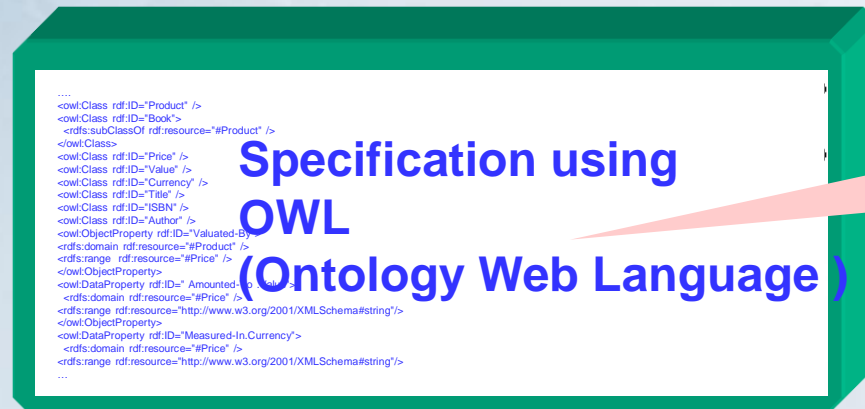 ....
<owl:Class rdf:ID="Product" />
<owl:Class rdf:ID="Book">
<rdfs:subClassOf rdf:resource="#Product" />
</owl:Class>
<owl:Class rdf:ID="Price" />
<owl:Class rdf:ID="Value" />
<owl:Class rdf:ID="Currency" />
<owl:Class rdf:ID="Title" />
<owl:Class rdf:ID="ISBN" />
<owl:Class rdf:ID="Author" />
<owl:ObjectProperty rdf:ID="Valuated-By">
<rdfs:domain rdf:resource="#Product" />
<rdfs:range rdf:resource="#Price" />
</owl:ObjectProperty>
<owl:DataProperty rdf:ID=" Amounted-
<rdfs:domain rdf:resource="#Price" />
<rdfs:range rdf:resource="http://www.w3.org/2001/XMLSchema#string"/>
</owl:ObjectProperty>
<owl:DataProperty rdf:ID="Measured-In.Currency">
<rdfs:domain rdf:resource="#Price" />
<rdfs:range rdf:resource="http://www.w3.org/2001/XMLSchema#string"/>
...
Specification using
OWL
(Ontology Web Language )